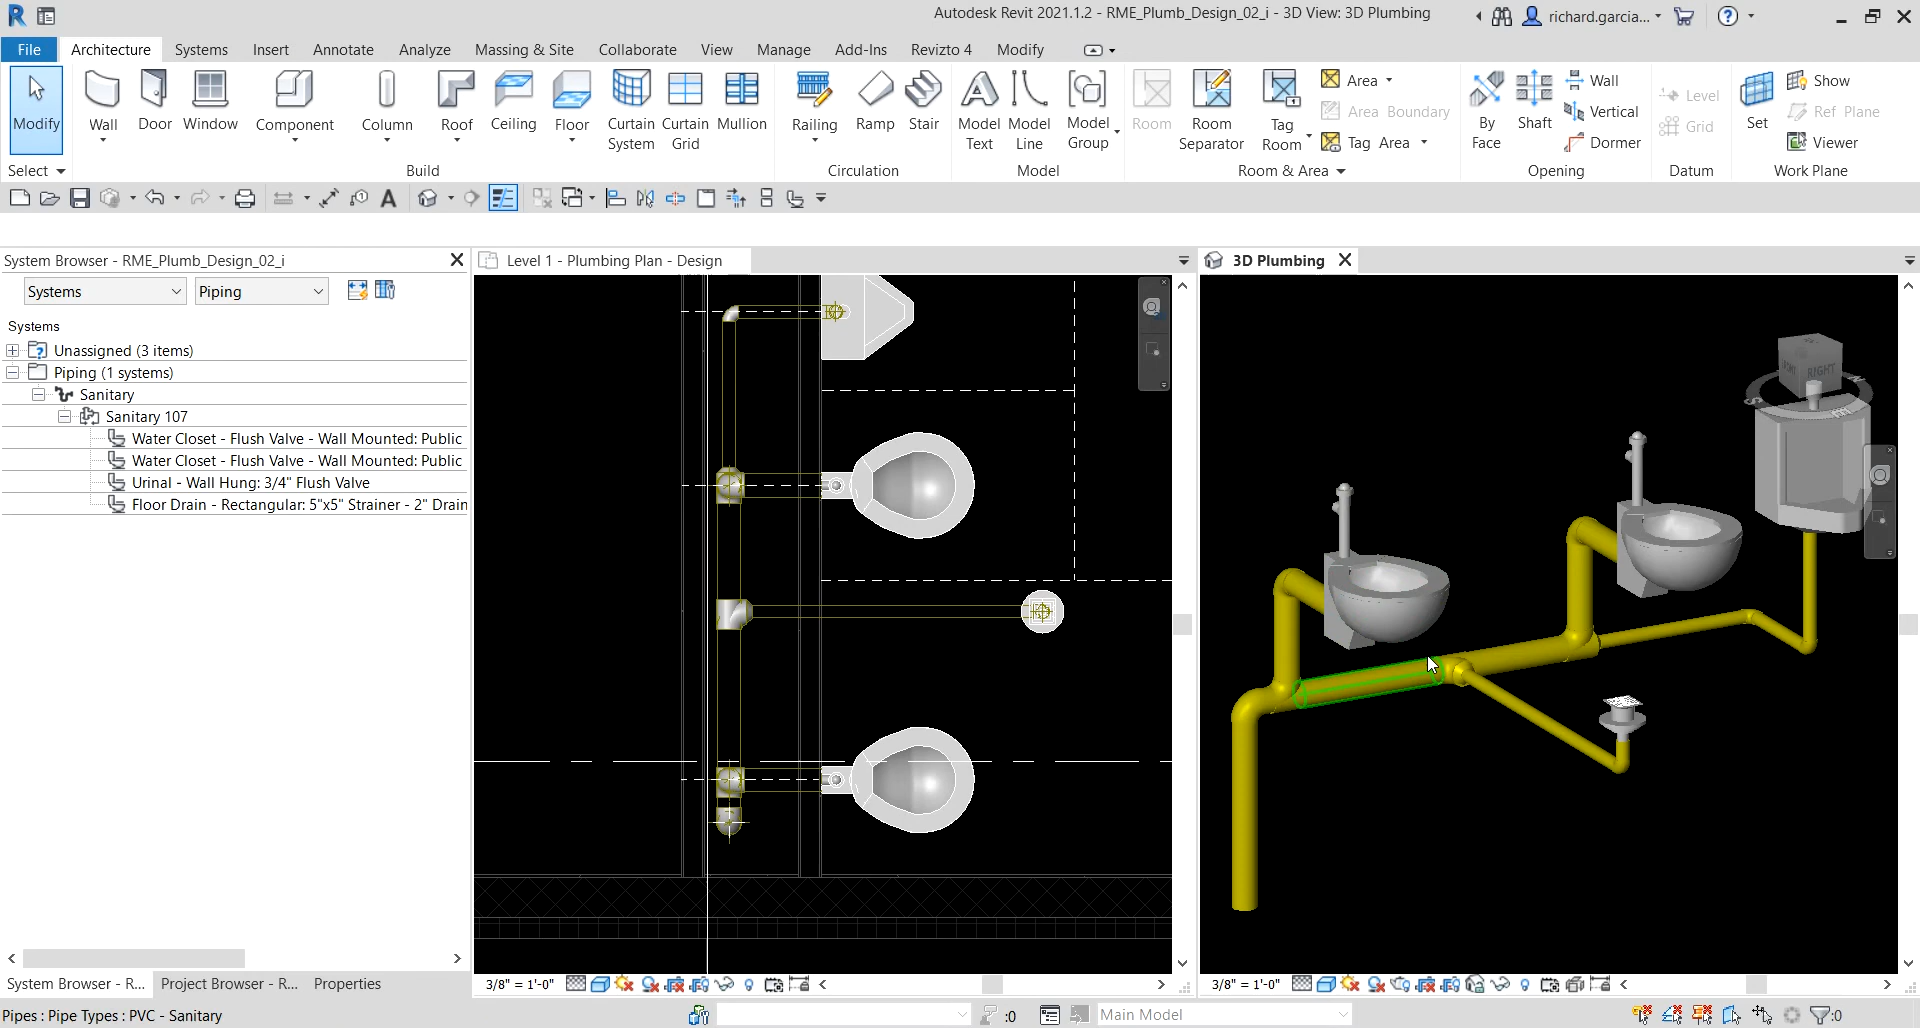 Autodesk Revit 2021.1.2 - RME_Plumb_Design_02_i - 3D View: 3D Plumbing
richard.garcia...
File Architecture Systems Insert Annotate Analyze Massing & Site Collaborate View Manage Add-Ins Revizto 4 Modify
Modify
Wall
Door
Window
Component
Column
Roof
Ceiling
Floor
Curtain System
Curtain Grid
Mullion
Railing
Ramp
Stair
Model Text
Model Line
Model Group
Room
Room Separator
Tag Room
Area
Area Boundary
Tag Area
By Face
Shaft
Wall
Vertical
Dormer
Level
Grid
Set
Show
Ref Plane
Viewer
Select Build Circulation Model Room & Area Opening Datum Work Plane
System Browser - RME_Plumb_Design_02_i
Systems Piping
Systems
Unassigned (3 items)
Piping (1 systems)
Sanitary
Sanitary 107
Water Closet - Flush Valve - Wall Mounted: Public
Water Closet - Flush Valve - Wall Mounted: Public
Urinal - Wall Hung: 3/4" Flush Valve
Floor Drain - Rectangular: 5"x5" Strainer - 2" Drain
System Browser - R... Project Browser - R... Properties
Level 1 - Plumbing Plan - Design
3D Plumbing
RIGHT
S
3/8" = 1'-0"
3/8" = 1'-0"
Pipes : Pipe Types : PVC - Sanitary
:0
Main Model
:0